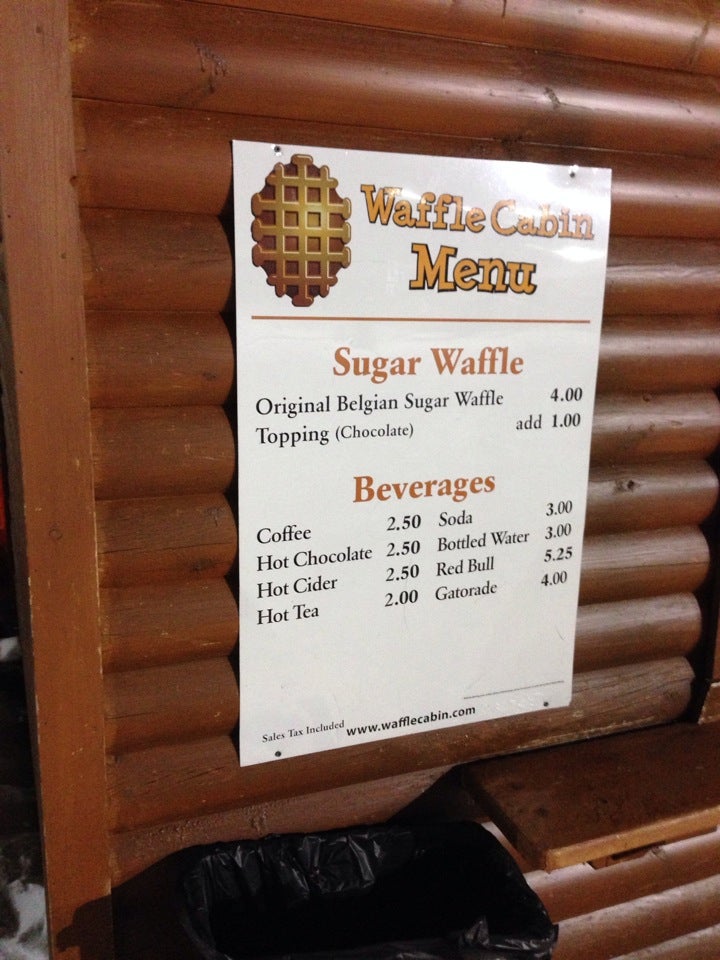 Waffle Cabin
Menu
Sugar Waffle
Original Belgian Sugar Waffle 4.00
Topping (Chocolate) add 1.00
Beverages
Coffee 2.50 Soda 3.00
Hot Chocolate 2.50 Bottled Water 3.00
Hot Cider 2.50 Red Bull 5.25
Hot Tea 2.00 Gatorade 4.00
Sales Tax Included www.wafflecabin.com